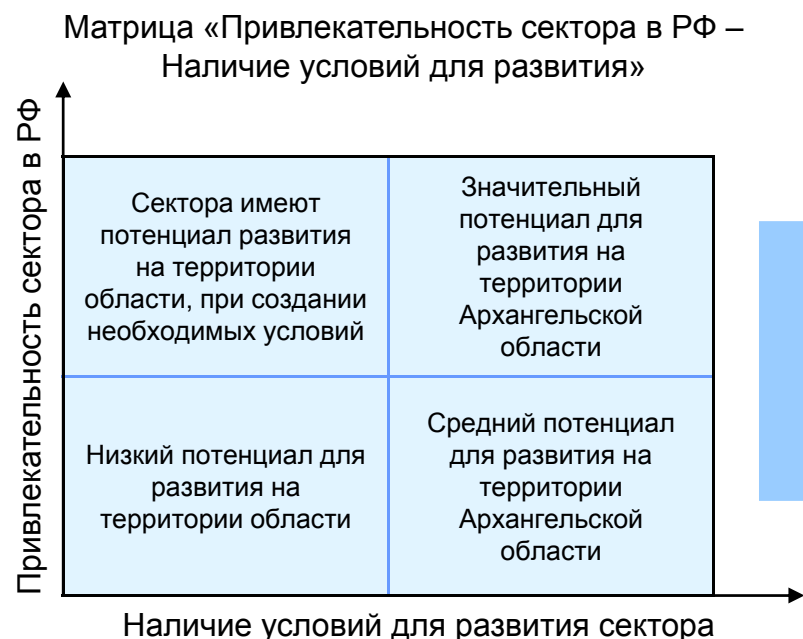 Матрица «Привлекательность сектора в РФ –
Наличие условий для развития»
Привлекательность сектора в РФ
Сектора имеют
потенциал развития
на территории
области, при создании
необходимых условий
Значительный
потенциал для
развития на
территории
Архангельской
области
Низкий потенциал для
развития на
территории области
Средний потенциал
для развития на
территории
Архангельской
области
Наличие условий для развития сектора